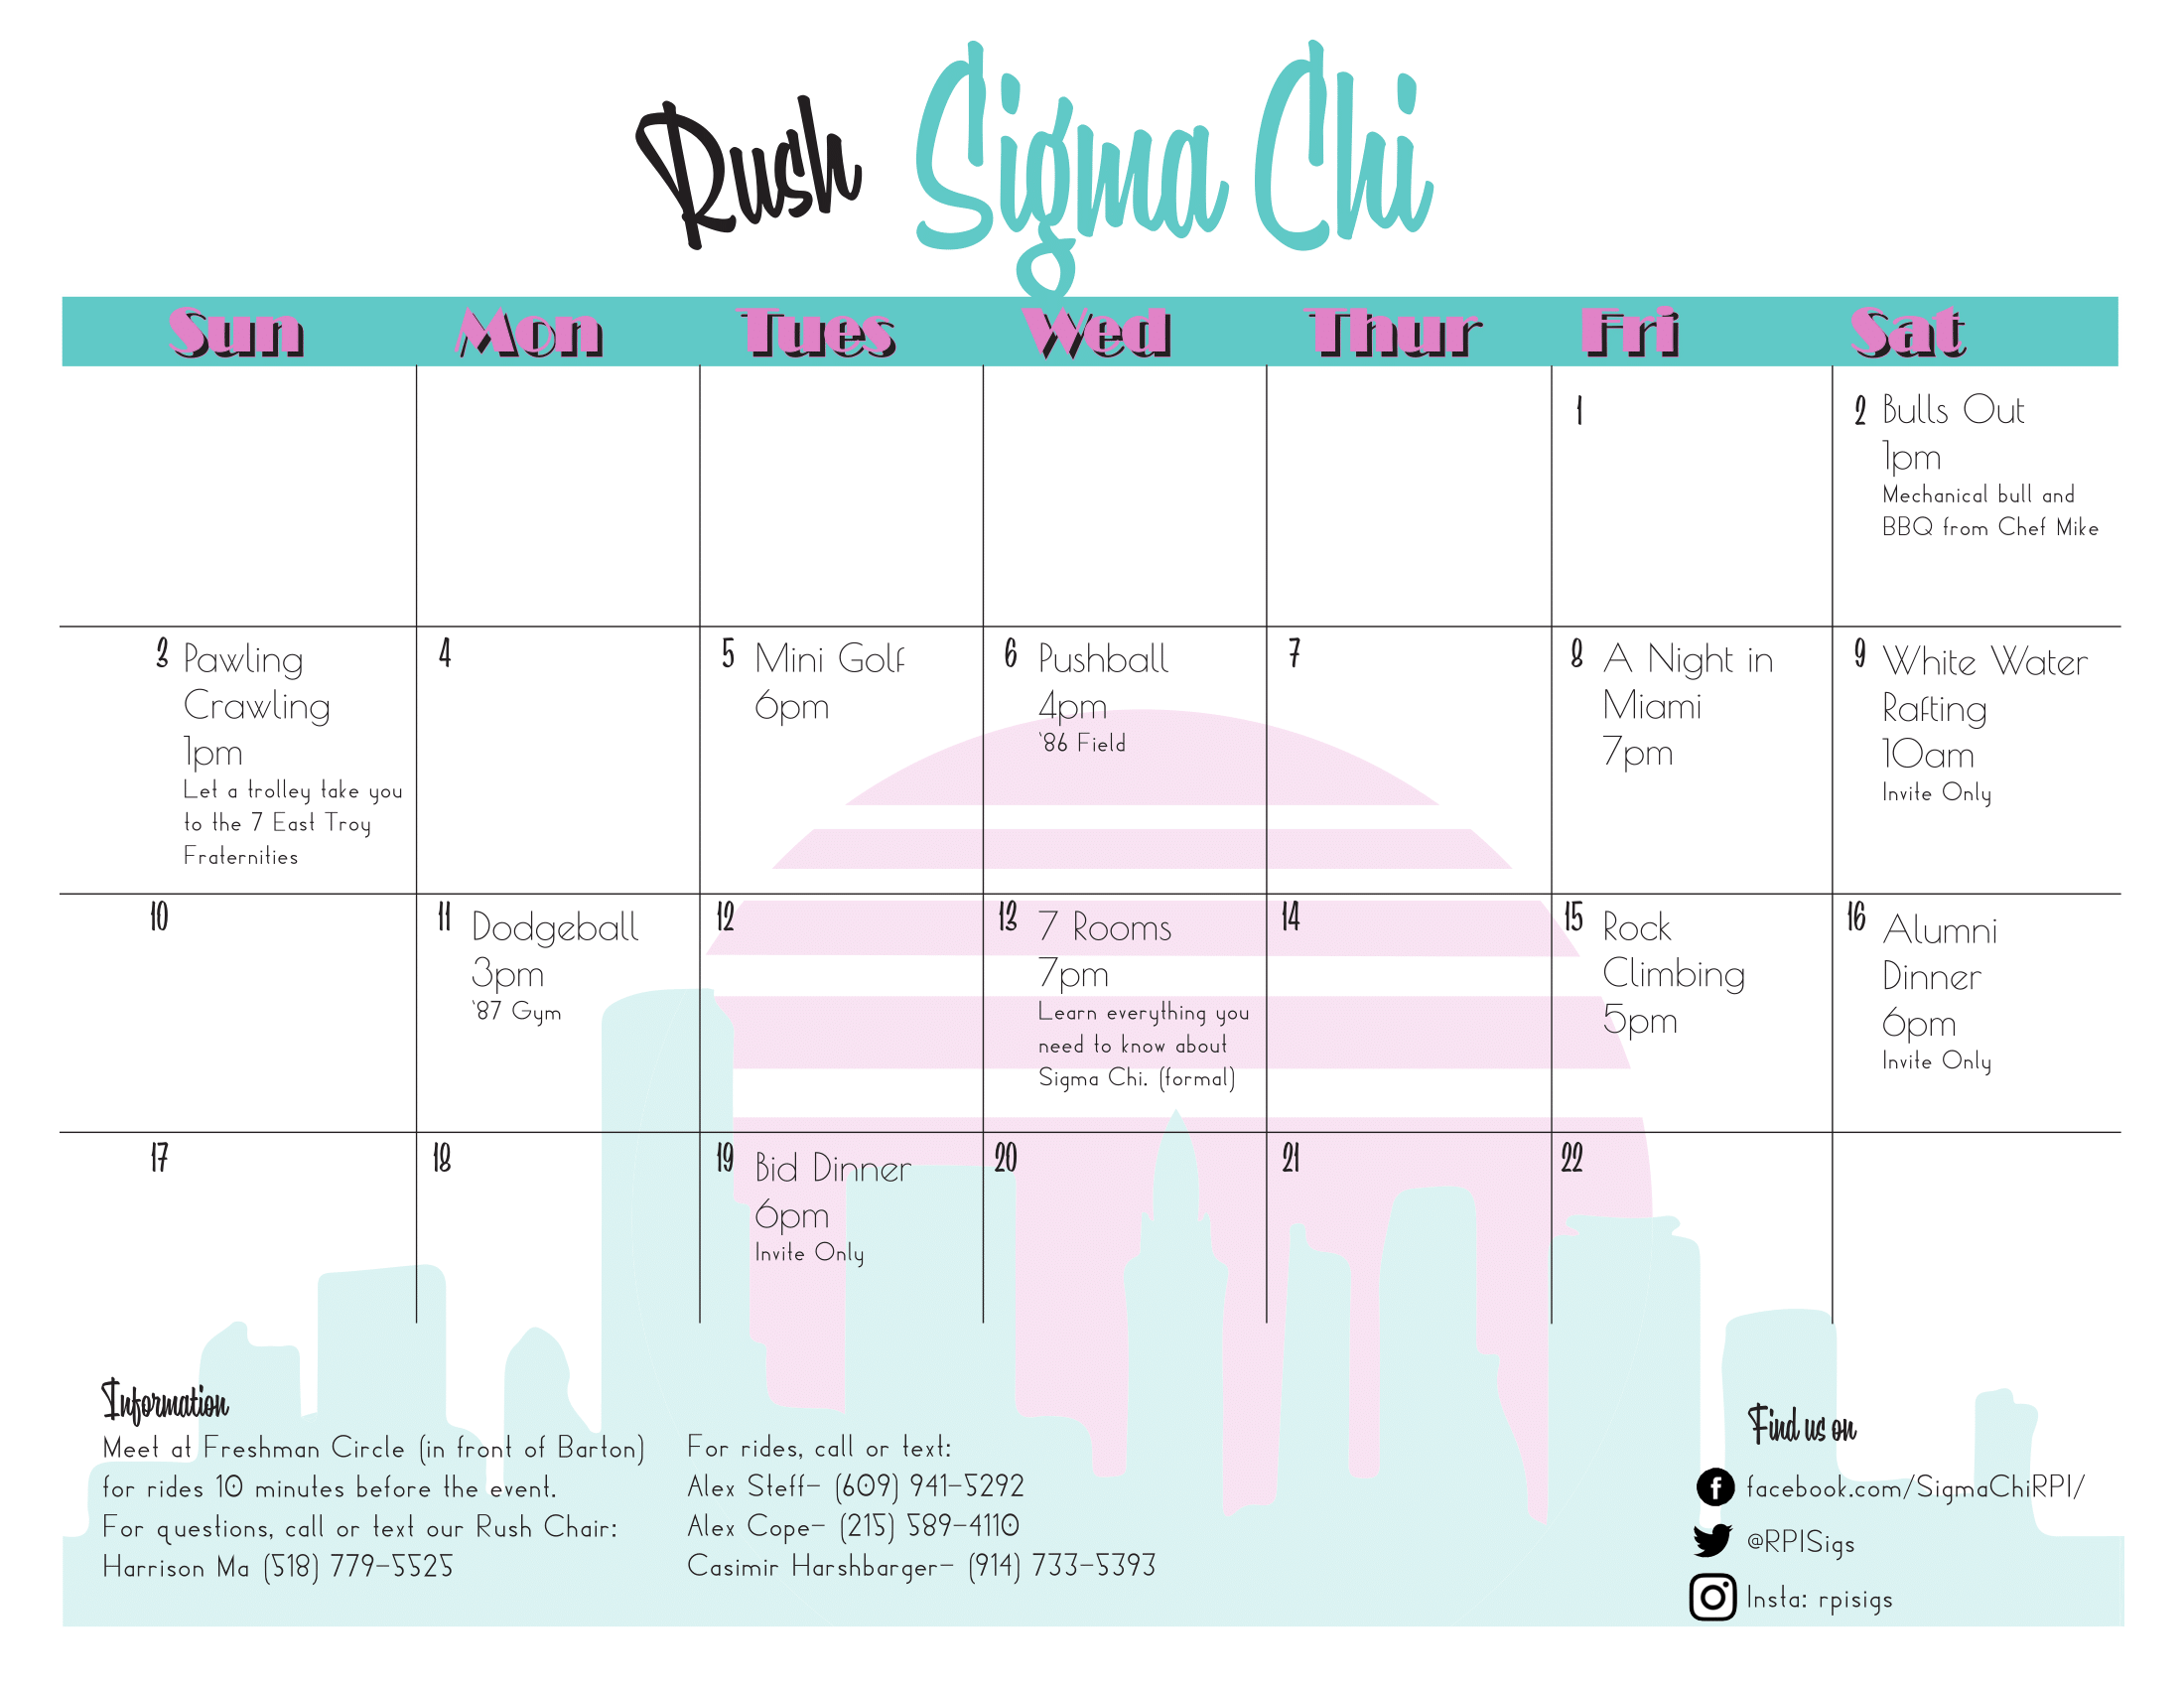 Rush Sigma Chi
Sun Mon Tues Wed Thur Fri Sat
1
2 Bulls Out
1pm
Mechanical bull and
BBQ from Chef Mike
3 Pawling
Crawling
1pm
Let a trolley take you
to the 7 East Troy
Fraternities
4
5 Mini Golf
6pm
6 Pushball
4pm
'86 Field
7
8 A Night in
Miami
7pm
9 White Water
Rafting
10am
Invite Only
10
11 Dodgeball
3pm
'87 Gym
12
13 7 Rooms
7pm
Learn everything you
need to know about
Sigma Chi. (formal)
14
15 Rock
Climbing
5pm
16 Alumni
Dinner
6pm
Invite Only
17
18
19 Bid Dinner
6pm
Invite Only
20
21
22
Information
Meet at Freshman Circle (in front of Barton)
for rides 10 minutes before the event.
For questions, call or text our Rush Chair:
Harrison Ma (518) 779-5525
For rides, call or text:
Alex Steff- (609) 941-5292
Alex Cope- (215) 589-4110
Casimir Harshbarger- (914) 733-5393
Find us on
facebook.com/SigmaChiRPI/
@RPISigs
Insta: rpisigs